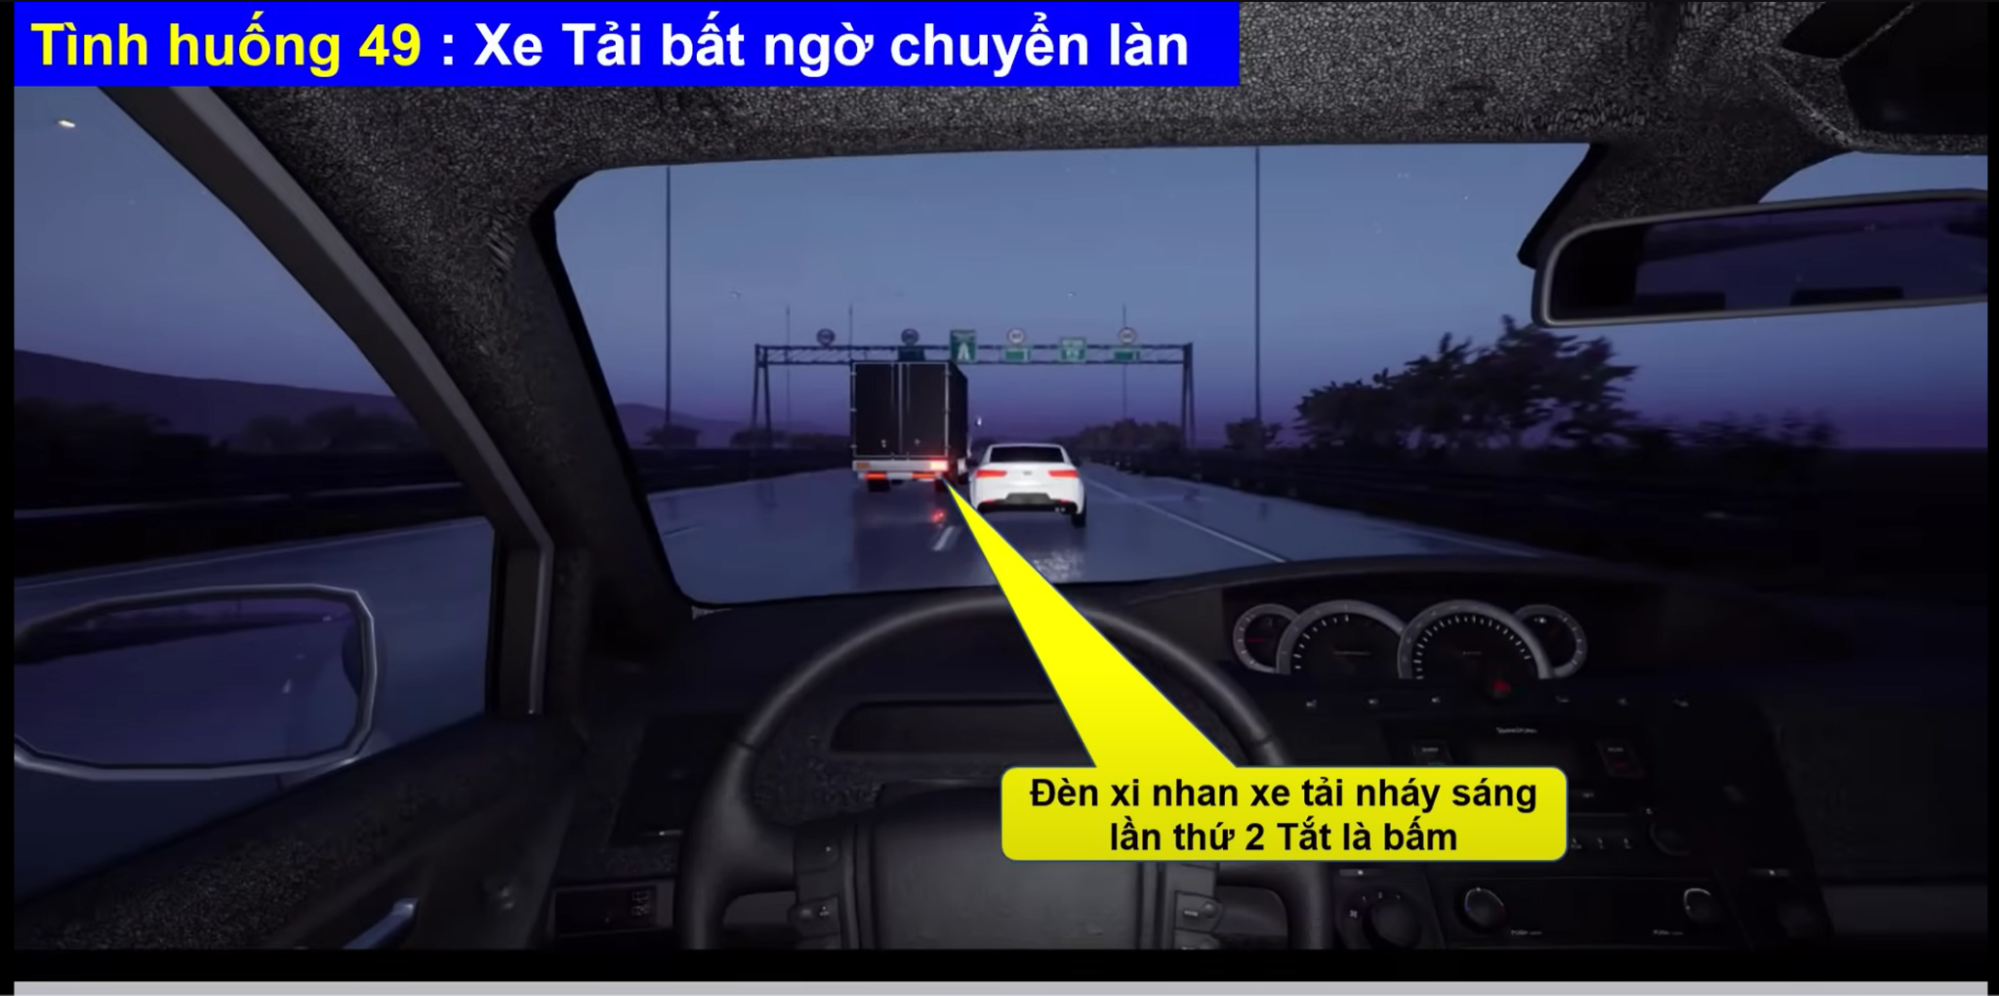 Tình huống 49 : Xe Tải bất ngờ chuyển làn
Đèn xi nhan xe tải nháy sáng
lần thứ 2 Tắt là bấm